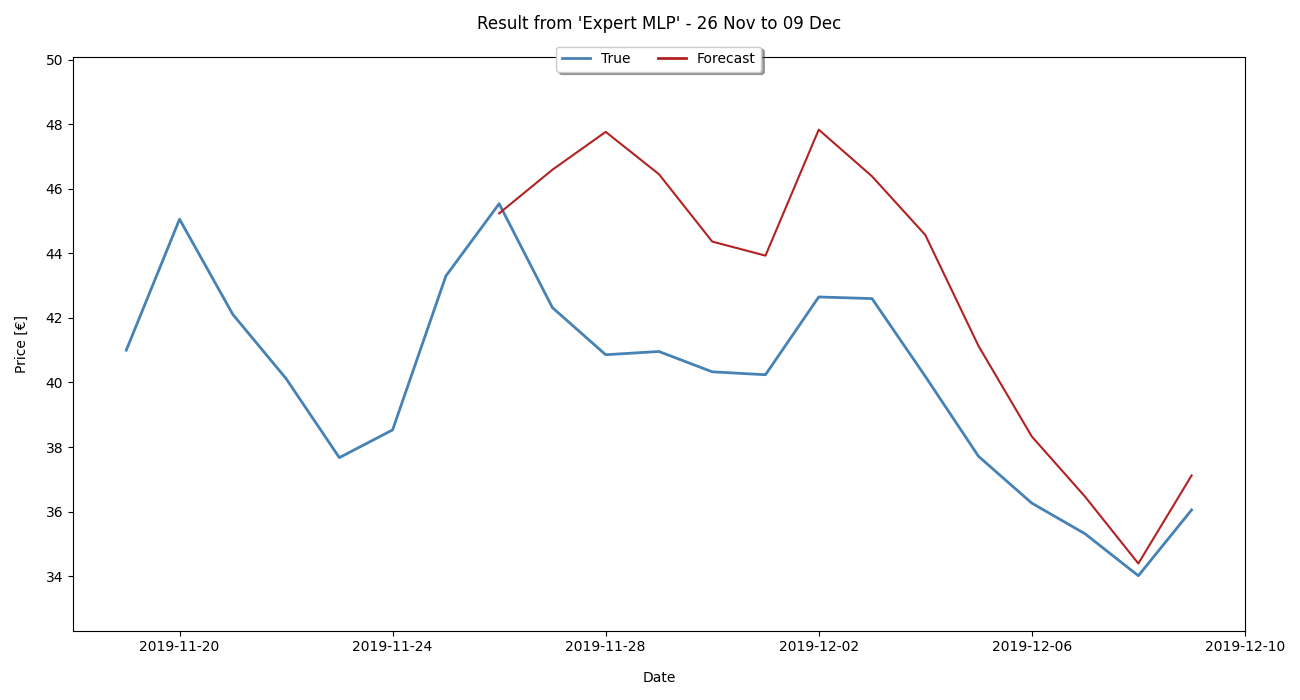 Result from 'Expert MLP' - 26 Nov to 09 Dec
True Forecast
50
48
46
44
42
40
38
36
34
Price [€]
2019-11-20 2019-11-24 2019-11-28 2019-12-02 2019-12-06 2019-12-10
Date